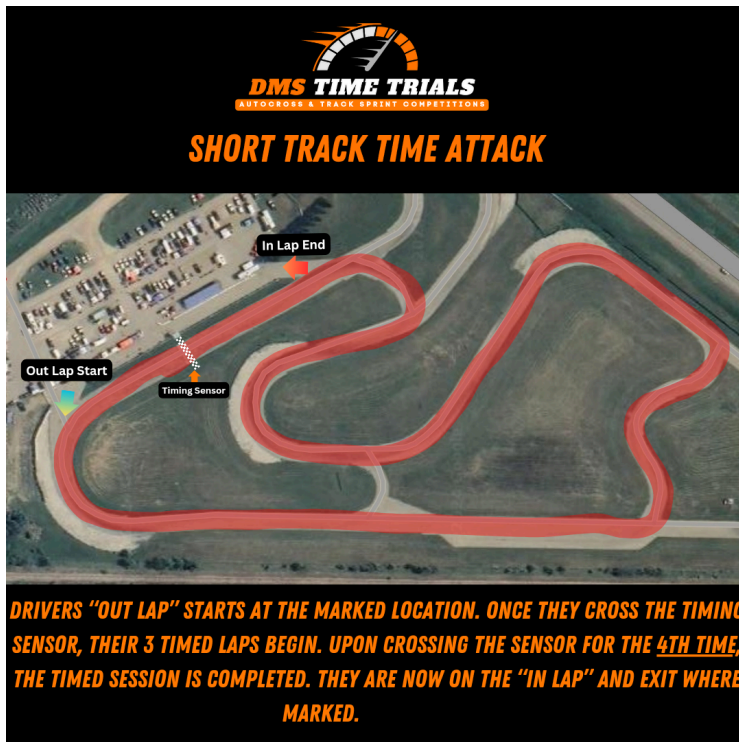 DMS TIME TRIALS
AUTOCROSS & TRACK SPRINT COMPETITIONS
SHORT TRACK TIME ATTACK
In Lap End
Out Lap Start
Timing Sensor
DRIVERS “OUT LAP” STARTS AT THE MARKED LOCATION. ONCE THEY CROSS THE TIMING
SENSOR, THEIR 3 TIMED LAPS BEGIN. UPON CROSSING THE SENSOR FOR THE 4TH TIME,
THE TIMED SESSION IS COMPLETED. THEY ARE NOW ON THE “IN LAP” AND EXIT WHERE
MARKED.